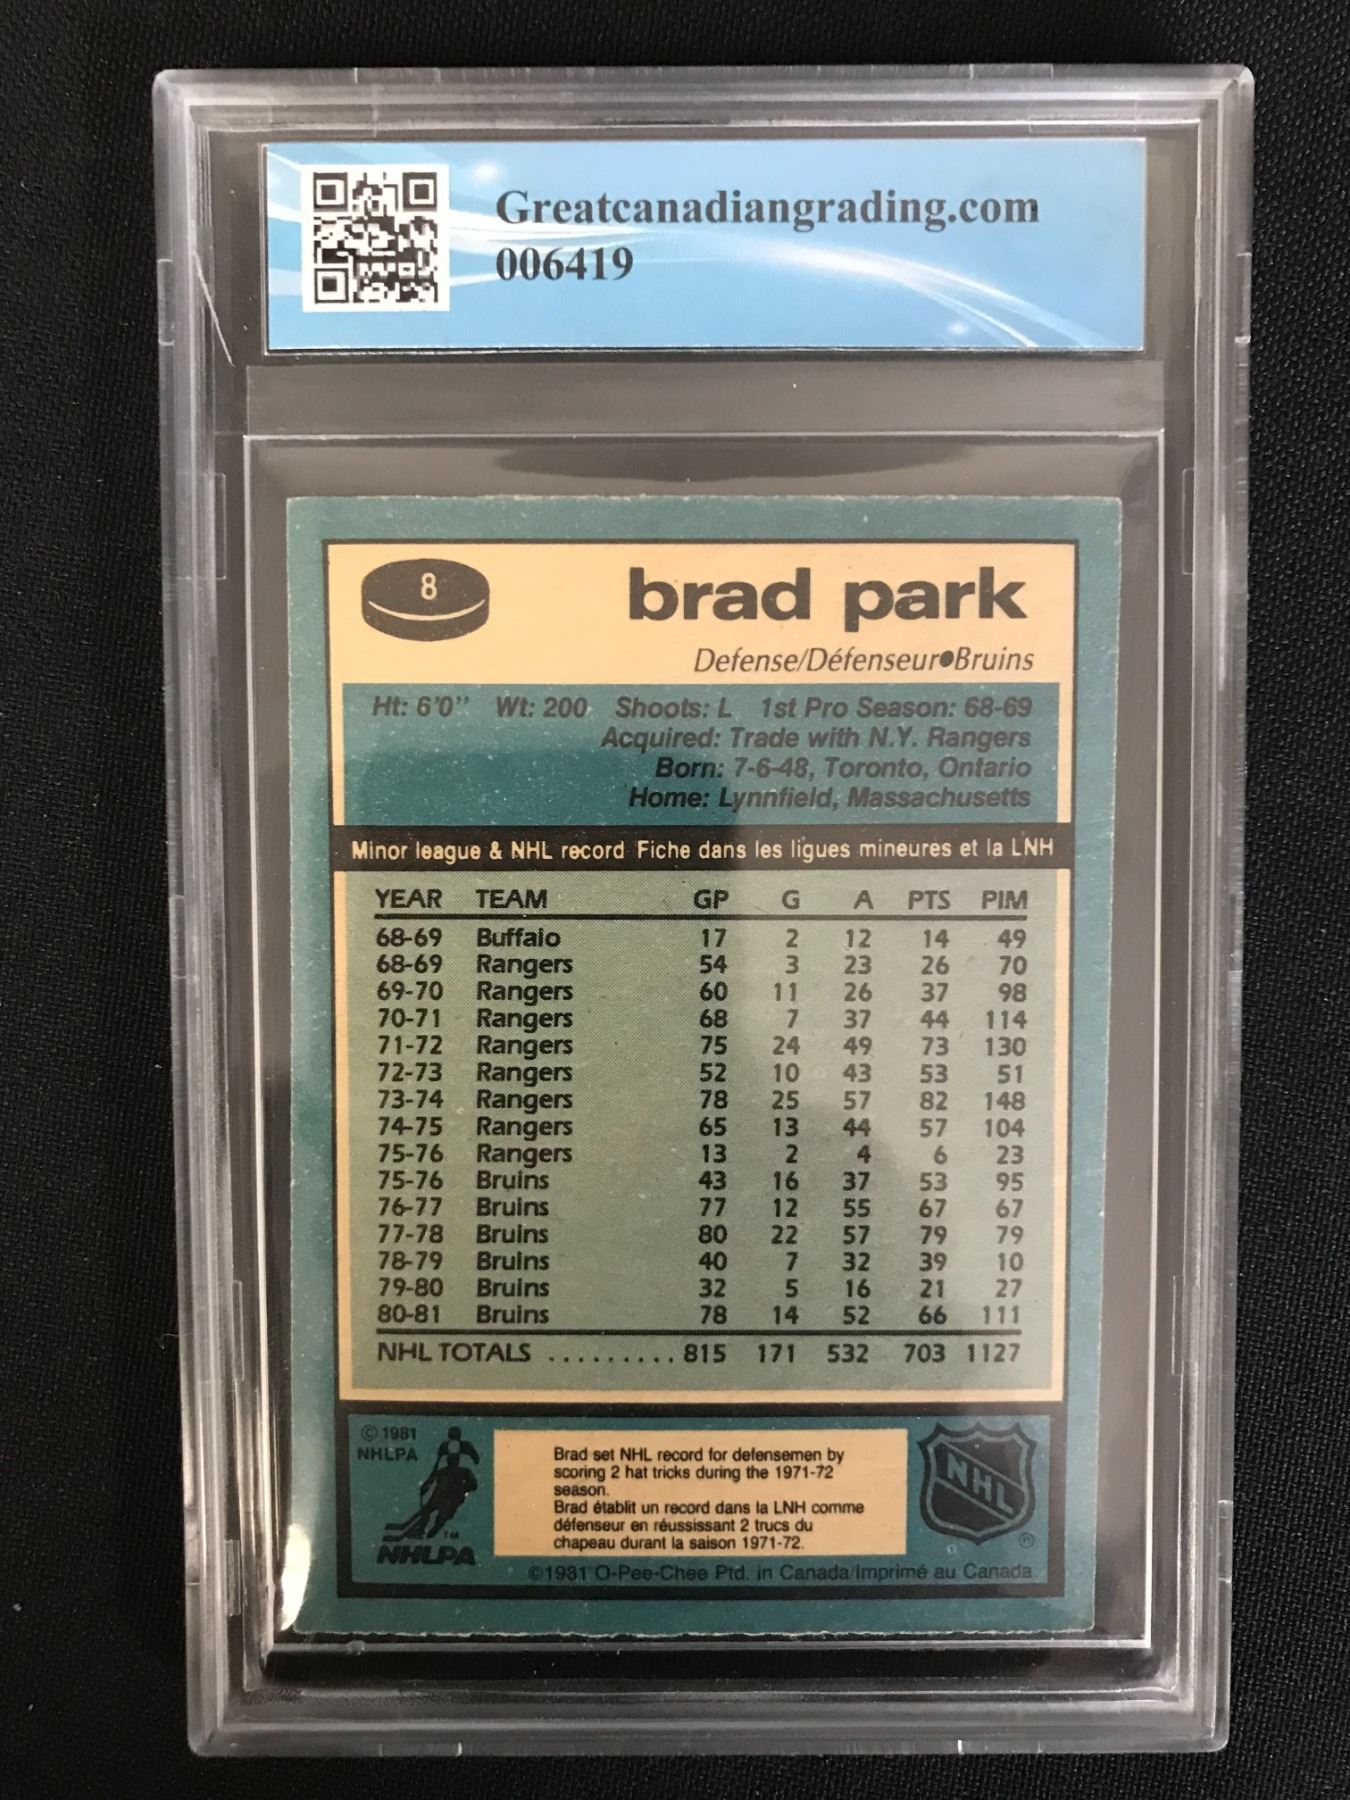 Greatcanadiangrading.com
006419
8
brad park
Defense/Défenseur●Bruins
Ht: 6'0" Wt: 200 Shoots: L 1st Pro Season: 68-69
Acquired: Trade with N.Y. Rangers
Born: 7-6-48, Toronto, Ontario
Home: Lynnfield, Massachusetts
Minor league & NHL record Fiche dans les ligues mineures et la LNH
YEAR TEAM GP G A PTS PIM
68-69 Buffalo 17 2 12 14 49
68-69 Rangers 54 3 23 26 70
69-70 Rangers 60 11 26 37 98
70-71 Rangers 68 7 37 44 114
71-72 Rangers 75 24 49 73 130
72-73 Rangers 52 10 43 53 51
73-74 Rangers 78 25 57 82 148
74-75 Rangers 65 13 44 57 104
75-76 Rangers 13 2 4 6 23
75-76 Bruins 43 16 37 53 95
76-77 Bruins 77 12 55 67 67
77-78 Bruins 80 22 57 79 79
78-79 Bruins 40 7 32 39 10
79-80 Bruins 32 5 16 21 27
80-81 Bruins 78 14 52 66 111
NHL TOTALS ......... 815 171 532 703 1127
©1981
NHLPA
TM
NHLPA
Brad set NHL record for defensemen by
scoring 2 hat tricks during the 1971-72
season.
Brad établit un record dans la LNH comme
défenseur en réussissant 2 trucs du
chapeau durant la saison 1971-72.
NHL
®
©1981 O-Pee-Chee Ptd. in Canada/Imprimé au Canada